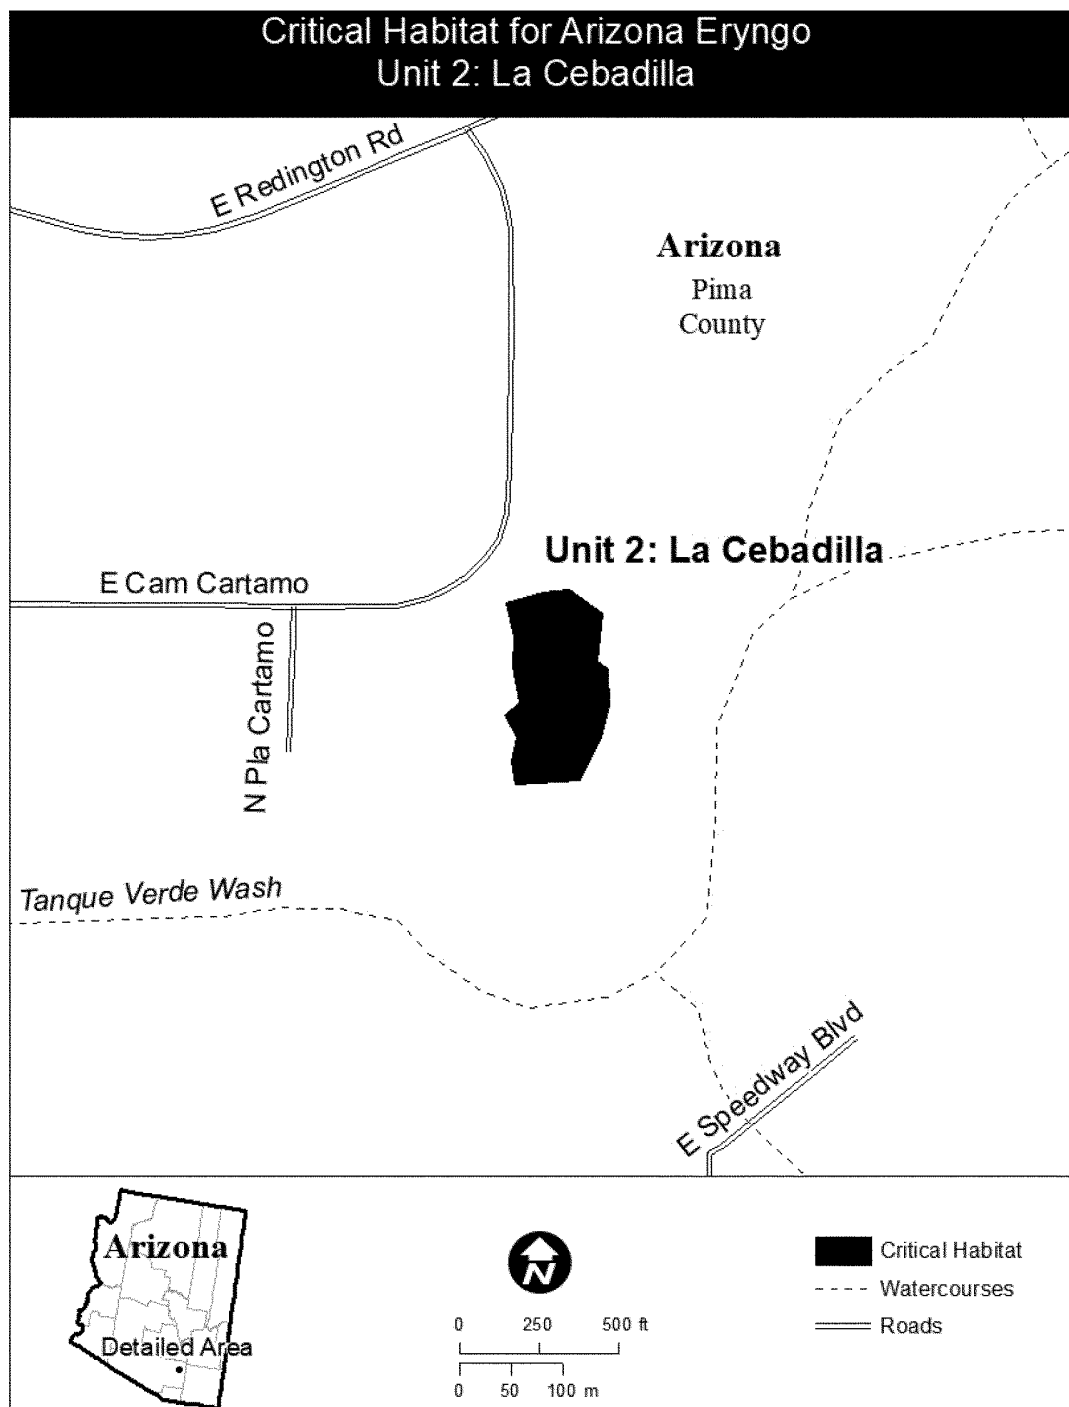 Critical Habitat for Arizona Eryngo
Unit 2: La Cebadilla
E Redington Rd
Arizona
Pima
County
Unit 2: La Cebadilla
E Cam Cartamo
N Pla Cartamo
Tanque Verde Wash
E Speedway Blvd
Arizona
Detailed Area
N
0 250 500 ft
0 50 100 m
Critical Habitat
Watercourses
Roads